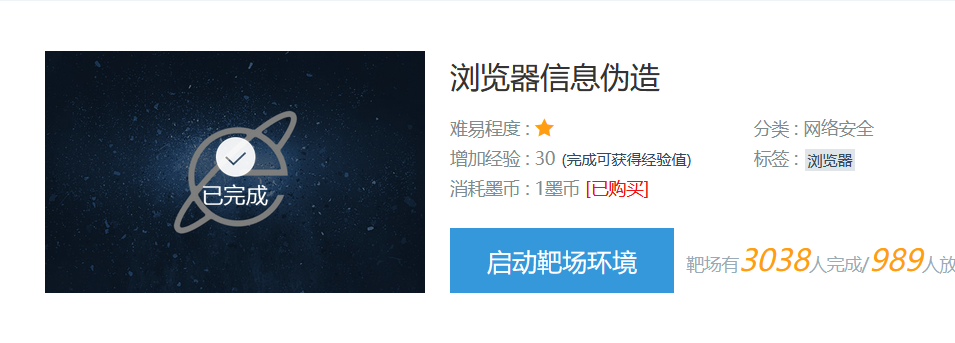 浏览器信息伪造
难易程度 :
分类 : 网络安全
增加经验 : 30 (完成可获得经验值)
标签 : 浏览器
消耗墨币 : 1墨币 [已购买]
已完成
启动靶场环境
靶场有3038人完成/989人放